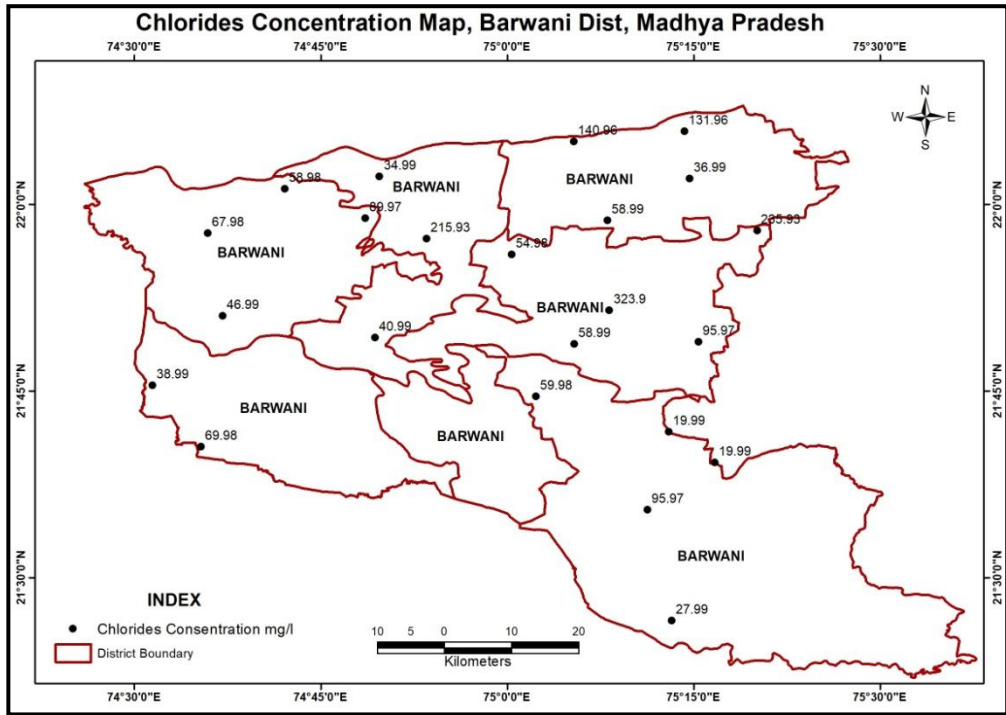 Chlorides Concentration Map, Barwani Dist, Madhya Pradesh
74°30'0"E 74°45'0"E 75°0'0"E 75°15'0"E 75°30'0"E
N
W E
S
131.96
140.96
34.99
36.99
58.98
BARWANI
BARWANI
22°0'0"N
22°0'0"N
89.97
58.99
235.93
67.98
215.93
BARWANI
54.98
46.99
BARWANI
323.9
40.99
58.99
95.97
38.99
21°45'0"N
21°45'0"N
59.98
BARWANI
69.98
BARWANI
19.99
19.99
95.97
BARWANI
21°30'0"N
21°30'0"N
27.99
INDEX
Chlorides Consentration mg/l
District Boundary
10 5 0 10 20
Kilometers
74°30'0"E 74°45'0"E 75°0'0"E 75°15'0"E 75°30'0"E